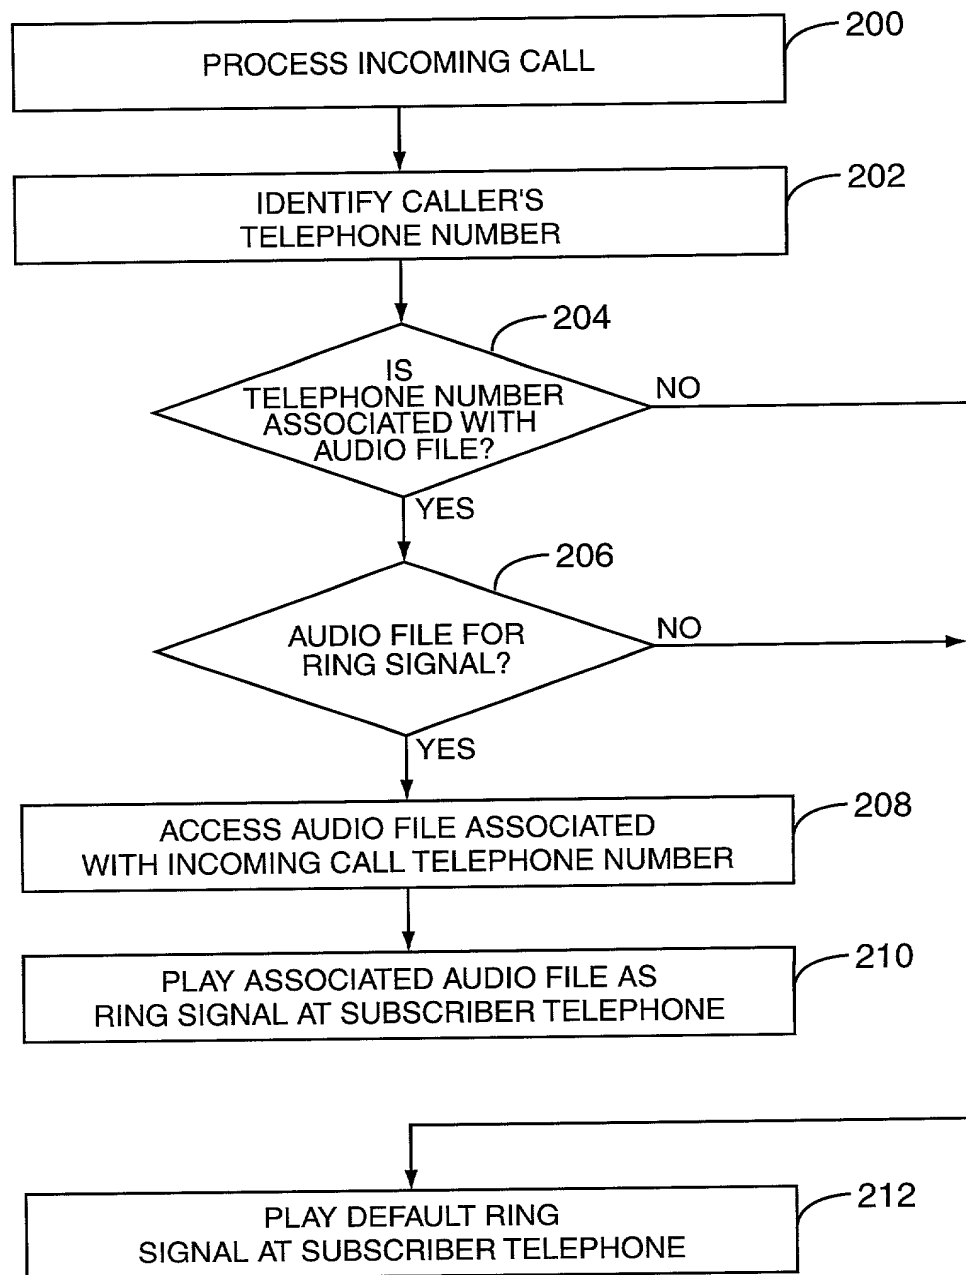 200
PROCESS INCOMING CALL
202
IDENTIFY CALLER'S
TELEPHONE NUMBER
204
IS
TELEPHONE NUMBER
ASSOCIATED WITH
AUDIO FILE?
NO
YES
206
AUDIO FILE FOR
RING SIGNAL?
NO
YES
208
ACCESS AUDIO FILE ASSOCIATED
WITH INCOMING CALL TELEPHONE NUMBER
210
PLAY ASSOCIATED AUDIO FILE AS
RING SIGNAL AT SUBSCRIBER TELEPHONE
212
PLAY DEFAULT RING
SIGNAL AT SUBSCRIBER TELEPHONE